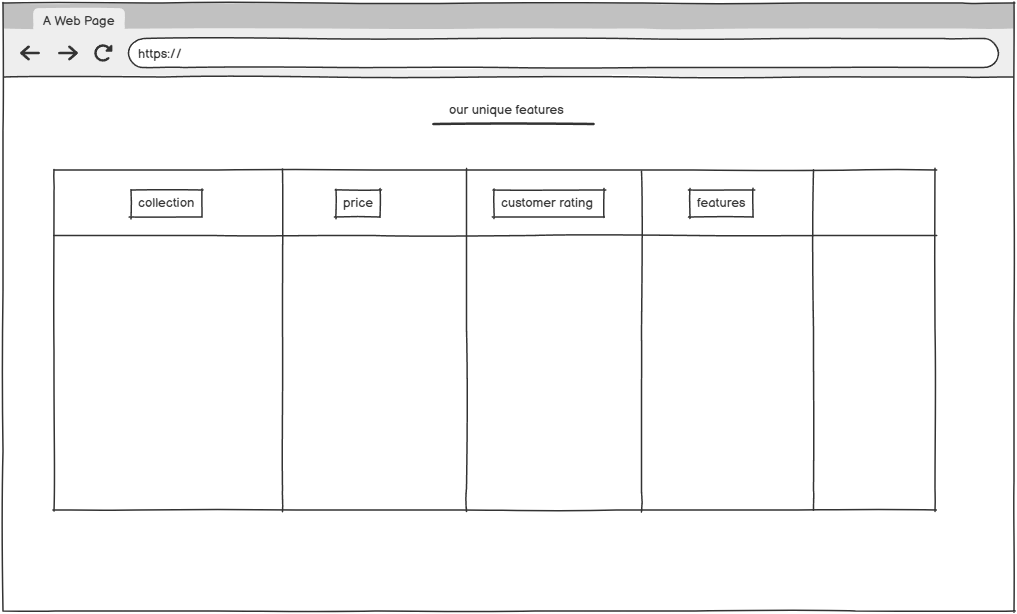 A Web Page
https://
our unique features
collection
price
customer rating
features